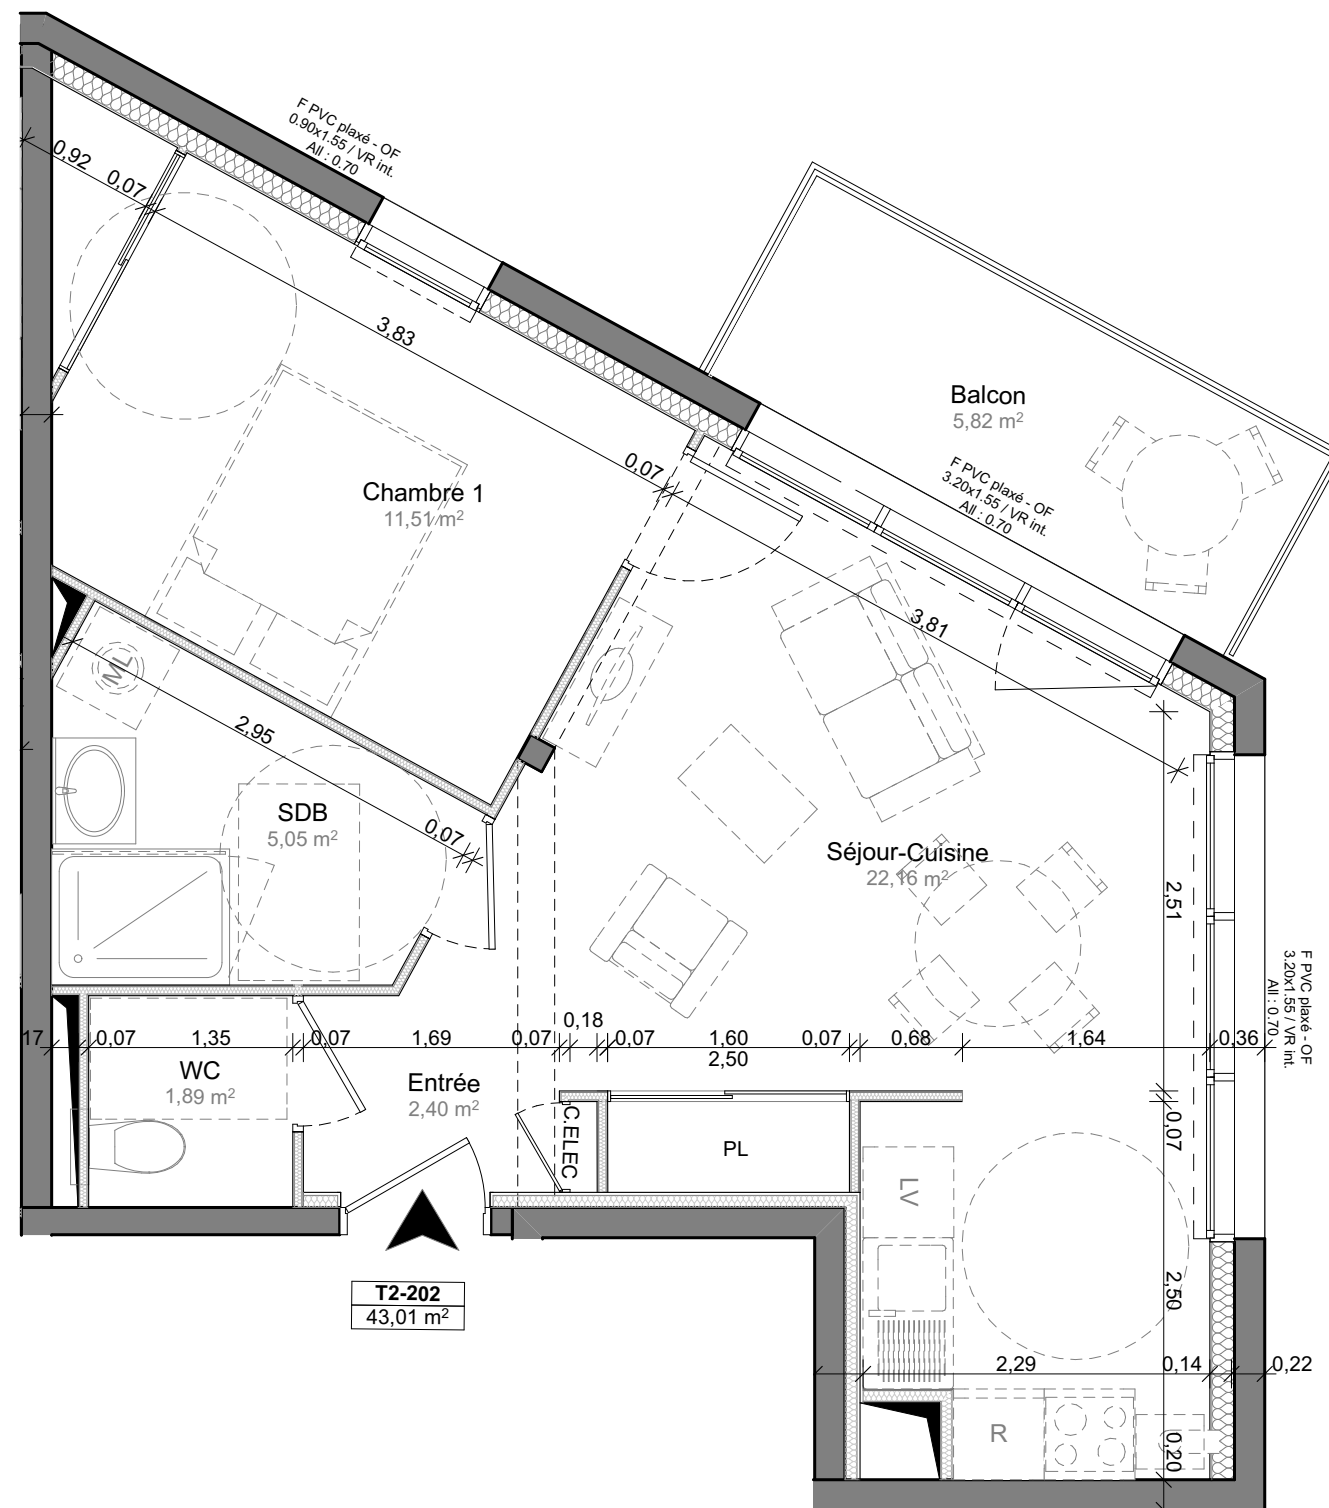 F PVC plaxé - OF
0.90x1.55 / VR int.
All : 0.70
0,92
0,07
3,83
Balcon
5,82 m²
F PVC plaxé - OF
3.20x1.55 / VR int.
All : 0.70
0,07
Chambre 1
11,51 m²
3,81
ML
2,95
SDB
5,05 m²
0,07
Séjour-Cuisine
22,16 m²
2,51
F PVC plaxé - OF
3.20x1.55 / VR int.
All : 0.70
17
0,07
1,35
0,07
1,69
0,07
0,18
0,07
1,60
0,07
0,68
1,64
0,36
2,50
WC
1,89 m²
Entrée
2,40 m²
C.ELEC
PL
0,07
LV
T2-202
43,01 m²
2,50
2,29
0,14
0,22
R
0,20